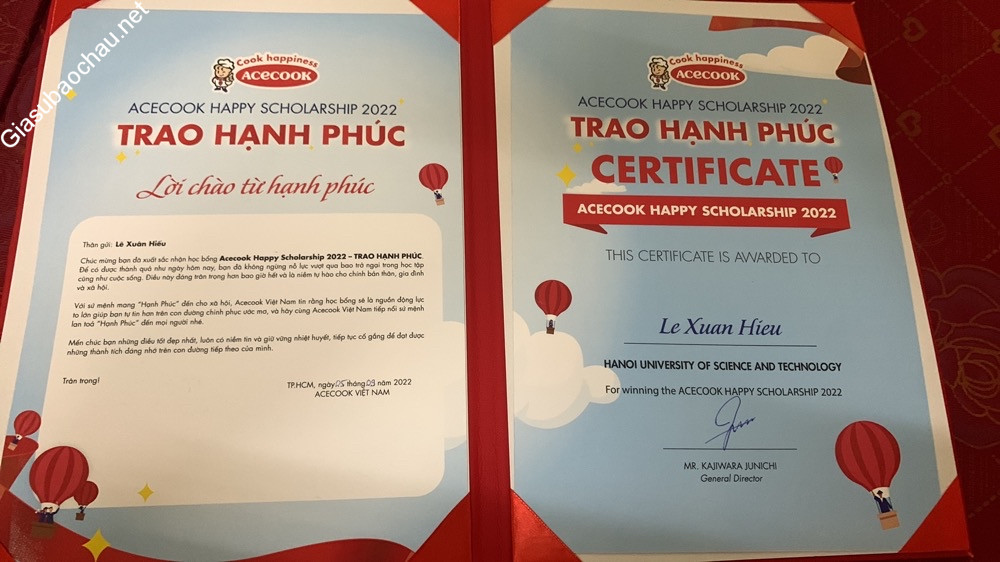 Giasubaochau.net
Cook happiness
ACECOOK
ACECOOK HAPPY SCHOLARSHIP 2022
TRAO HẠNH PHÚC
Lời chào từ hạnh phúc
Thân gửi: Lê Xuân Hiếu
Chúc mừng bạn đã xuất sắc nhận học bổng Acecook Happy Scholarship 2022 – TRAO HẠNH PHÚC.
Để có được thành quả như ngày hôm nay, bạn đã không ngừng nỗ lực vượt qua bao trở ngại trong học tập
cũng như cuộc sống. Điều này đáng trân trọng hơn bao giờ hết và là niềm tự hào cho chính bản thân, gia đình
và xã hội.
Với sứ mệnh mang “Hạnh Phúc” đến cho xã hội, Acecook Việt Nam tin rằng học bổng sẽ là nguồn động lực
to lớn giúp bạn tự tin hơn trên con đường chinh phục ước mơ, và hãy cùng Acecook Việt Nam tiếp nối sứ mệnh
lan toả “Hạnh Phúc” đến mọi người nhé.
Mến chúc bạn những điều tốt đẹp nhất, luôn có niềm tin và giữ vững nhiệt huyết, tiếp tục cố gắng để đạt được
những thành tích đáng nhớ trên con đường tiếp theo của mình.
Trân trọng!
TP.HCM, ngày 05 tháng 09 năm 2022
ACECOOK VIỆT NAM
Cook happiness
ACECOOK
ACECOOK HAPPY SCHOLARSHIP 2022
TRAO HẠNH PHÚC
CERTIFICATE
ACECOOK HAPPY SCHOLARSHIP 2022
THIS CERTIFICATE IS AWARDED TO
Le Xuan Hieu
HANOI UNIVERSITY OF SCIENCE AND TECHNOLOGY
For winning the ACECOOK HAPPY SCHOLARSHIP 2022
MR. KAJIWARA JUNICHI
General Director